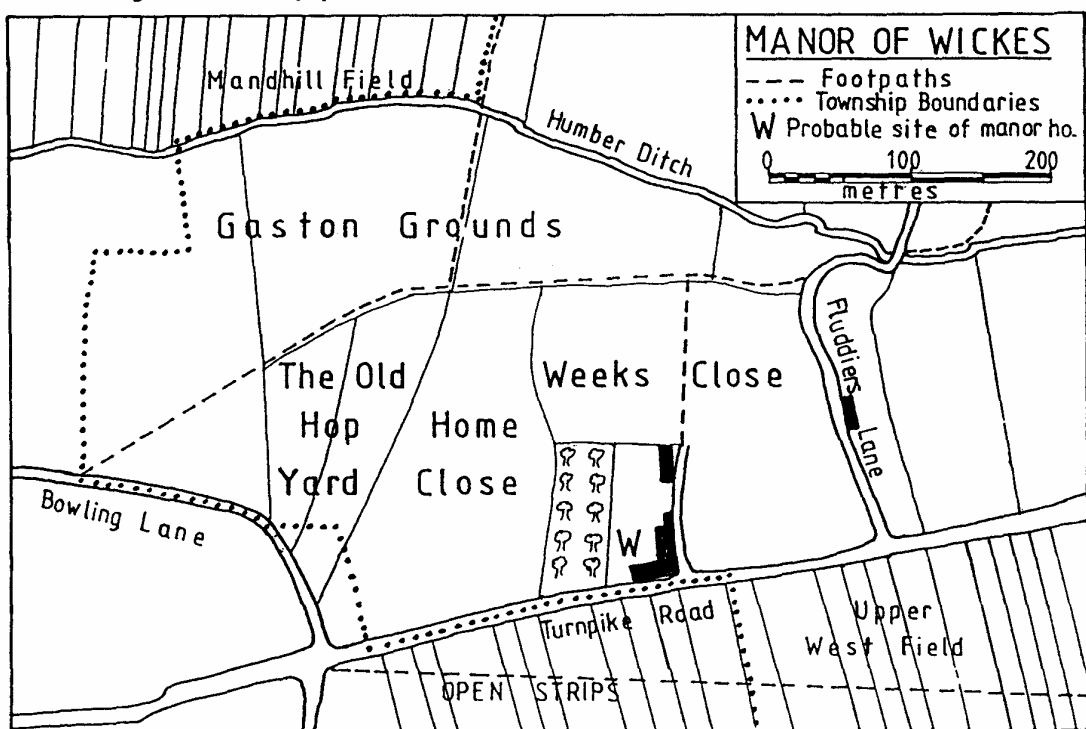 MANOR OF WICKES
Footpaths
Township Boundaries
W Probable site of manor ho.
0 100 200
metres
Mandhill Field
Humber Ditch
Gaston Grounds
The Old
Hop
Yard
Home
Close
Weeks Close
Fluddiers Lane
Bowling Lane
W
Turnpike Road
Upper
West Field
OPEN STRIPS